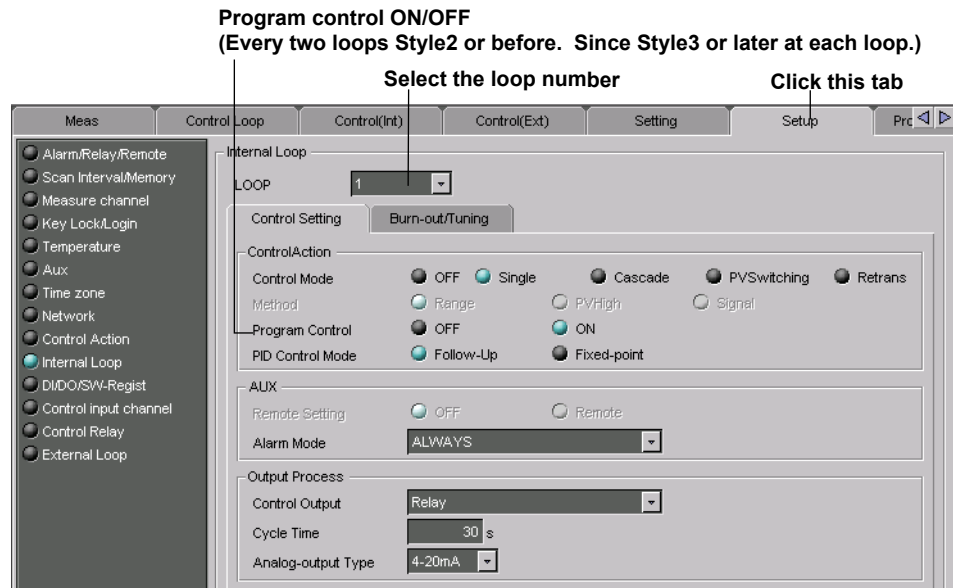 Program control ON/OFF
(Every two loops Style2 or before.  Since Style3 or later at each loop.)
Select the loop number
Click this tab
Meas
Control Loop
Control(Int)
Control(Ext)
Setting
Setup
Pro
Alarm/Relay/Remote
Scan Interval/Memory
Measure channel
Key Lock/Login
Temperature
Aux
Time zone
Network
Control Action
Internal Loop
DI/DO/SW-Regist
Control input channel
Control Relay
External Loop
Internal Loop
LOOP 1
Control Setting Burn-out/Tuning
ControlAction
Control Mode OFF Single Cascade PVSwitching Retrans
Method Range PVHigh Signal
Program Control OFF ON
PID Control Mode Follow-Up Fixed-point
AUX
Remote Setting OFF Remote
Alarm Mode ALWAYS
Output Process
Control Output Relay
Cycle Time 30 s
Analog-output Type 4-20mA